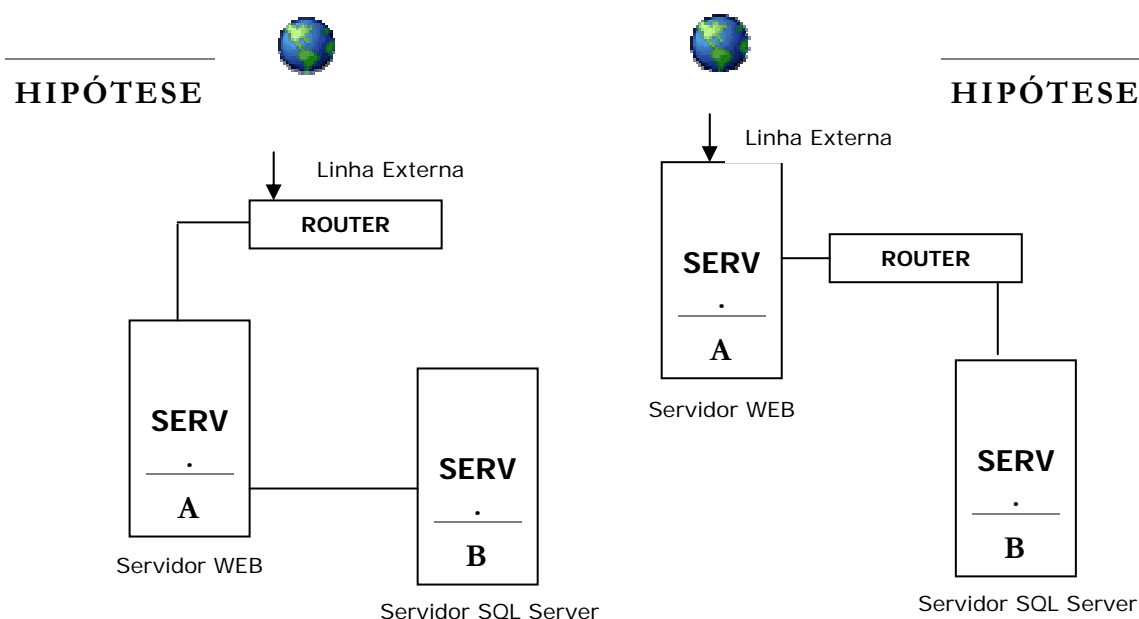 HIPÓTESE
Linha Externa
ROUTER
SERV
.
A
Servidor WEB
SERV
.
B
Servidor SQL Server
HIPÓTESE
Linha Externa
SERV
.
A
Servidor WEB
ROUTER
SERV
.
B
Servidor SQL Server